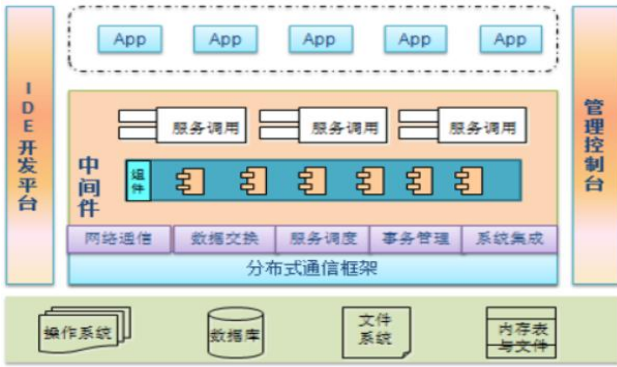 App App App App App
IDE开发平台
管理控制台
服务调用 服务调用 服务调用
中间件
组件
网络通信 数据交换 服务调度 事务管理 系统集成
分布式通信框架
操作系统 数据库 文件系统 内存表与文件